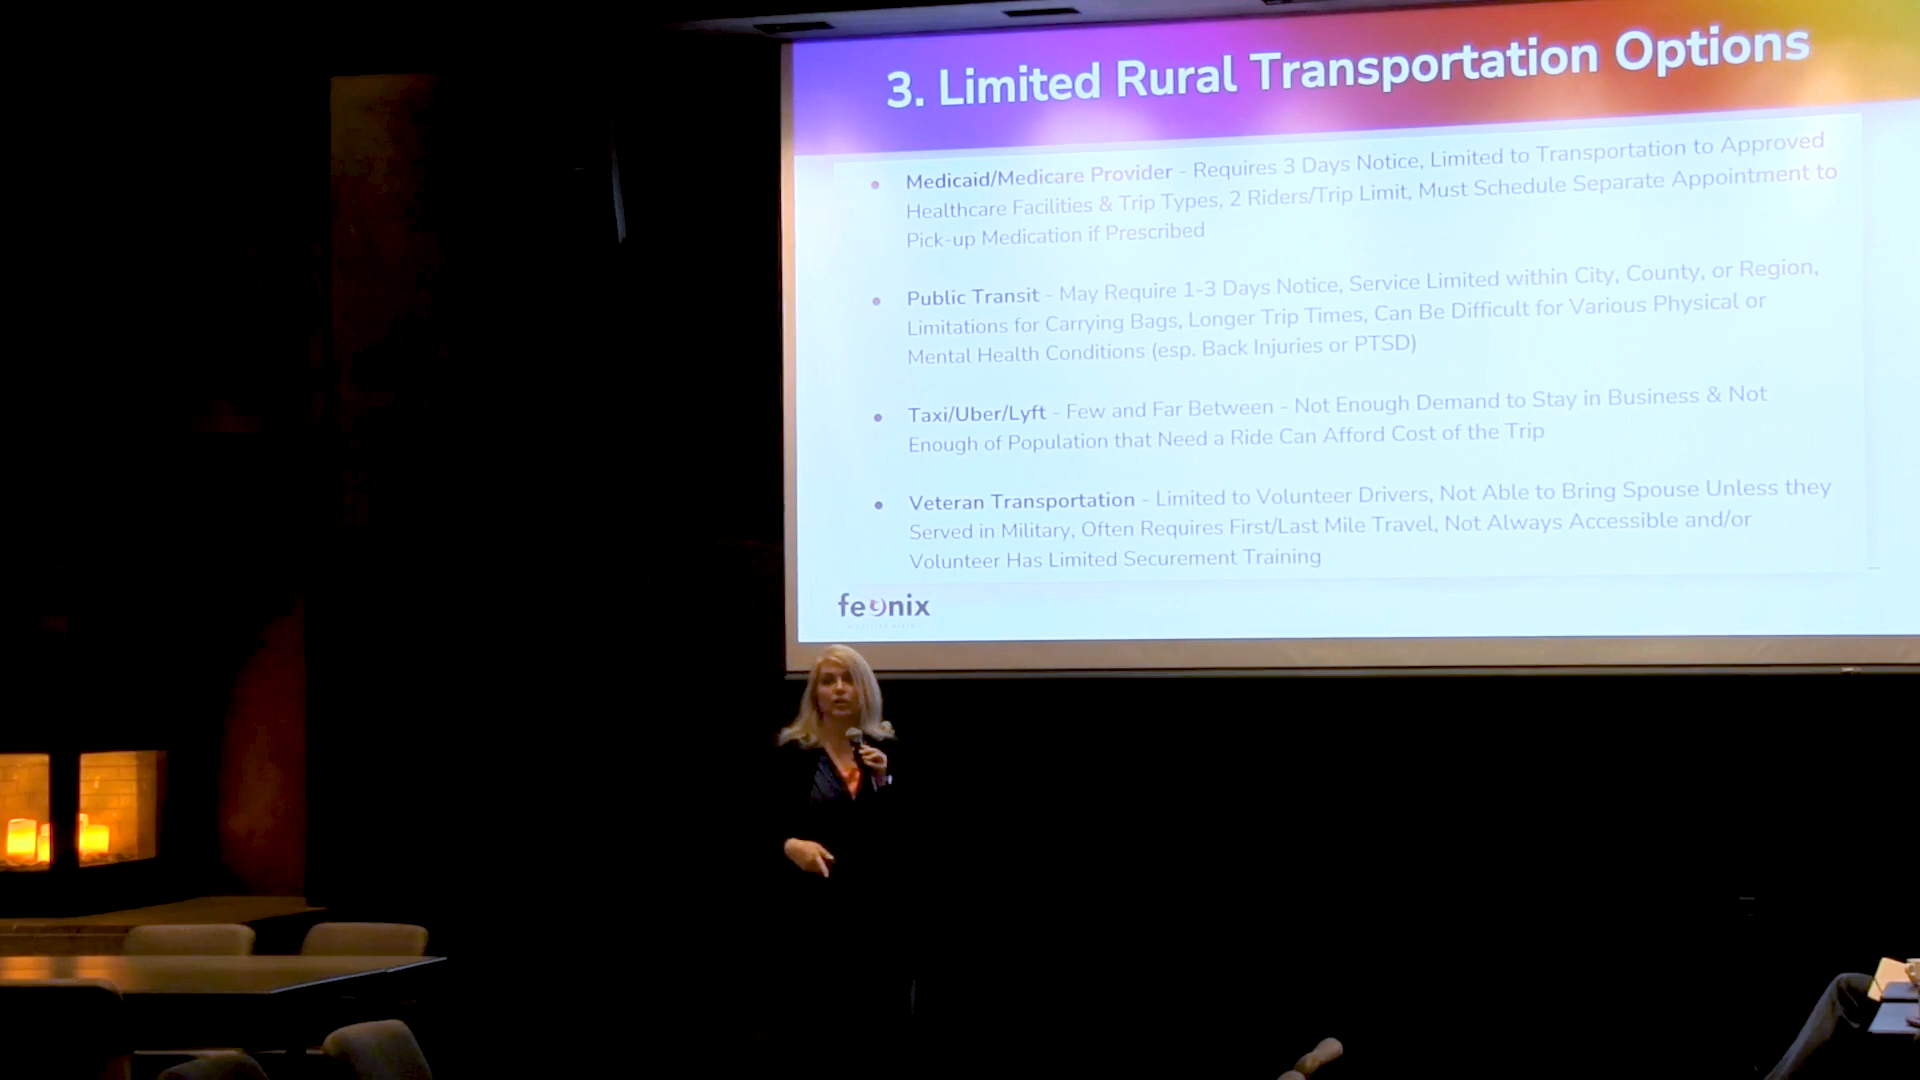 3. Limited Rural Transportation Options
Medicaid/Medicare Provider - Requires 3 Days Notice, Limited to Transportation to Approved
Healthcare Facilities & Trip Types, 2 Riders/Trip Limit, Must Schedule Separate Appointment to
Pick-up Medication if Prescribed
Public Transit - May Require 1-3 Days Notice, Service Limited within City, County, or Region,
Limitations for Carrying Bags, Longer Trip Times, Can Be Difficult for Various Physical or
Mental Health Conditions (esp. Back Injuries or PTSD)
Taxi/Uber/Lyft - Few and Far Between - Not Enough Demand to Stay in Business & Not
Enough of Population that Need a Ride Can Afford Cost of the Trip
Veteran Transportation - Limited to Volunteer Drivers, Not Able to Bring Spouse Unless they
Served in Military, Often Requires First/Last Mile Travel, Not Always Accessible and/or
Volunteer Has Limited Securement Training
feonix